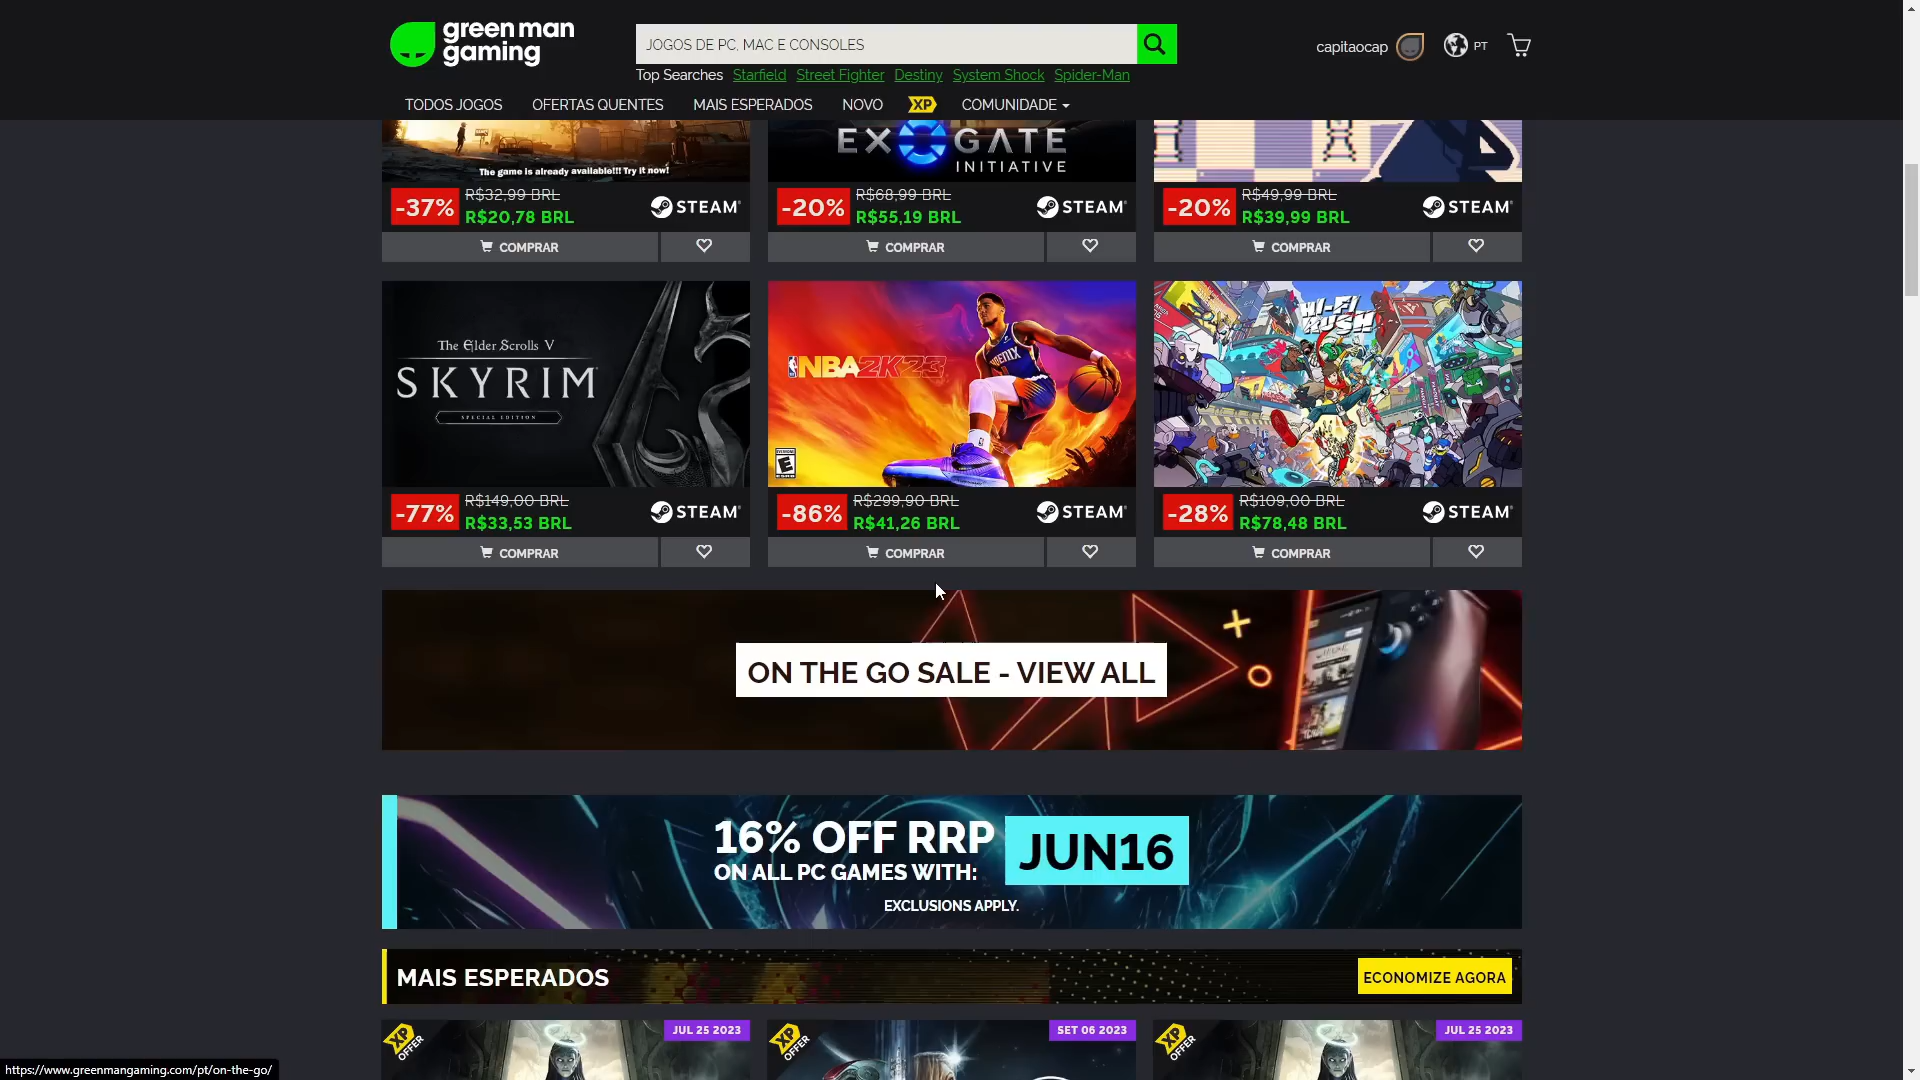 green man
gaming
JOGOS DE PC, MAC E CONSOLES
capitaocap
PT
Top Searches Starfield Street Fighter Destiny System Shock Spider-Man
TODOS JOGOS OFERTAS QUENTES MAIS ESPERADOS NOVO XP COMUNIDADE
The game is already available!!! Try it now!
EXOGATE
INITIATIVE
-37% R$32,99 BRL
R$20,78 BRL
STEAM
-20% R$68,99 BRL
R$55,19 BRL
STEAM
-20% R$49,99 BRL
R$39,99 BRL
STEAM
COMPRAR
COMPRAR
COMPRAR
The Elder Scrolls V
SKYRIM
SPECIAL EDITION
NBA 2K23
PHOENIX
EVERYONE
E
HI-FI
RUSH
-77% R$149,00 BRL
R$33,53 BRL
STEAM
-86% R$299,90 BRL
R$41,26 BRL
STEAM
-28% R$109,00 BRL
R$78,48 BRL
STEAM
COMPRAR
COMPRAR
COMPRAR
ON THE GO SALE - VIEW ALL
16% OFF RRP
ON ALL PC GAMES WITH:
JUN16
EXCLUSIONS APPLY.
MAIS ESPERADOS
ECONOMIZE AGORA
XP OFFER
JUL 25 2023
XP OFFER
SET 06 2023
XP OFFER
JUL 25 2023
https://www.greenmangaming.com/pt/on-the-go/